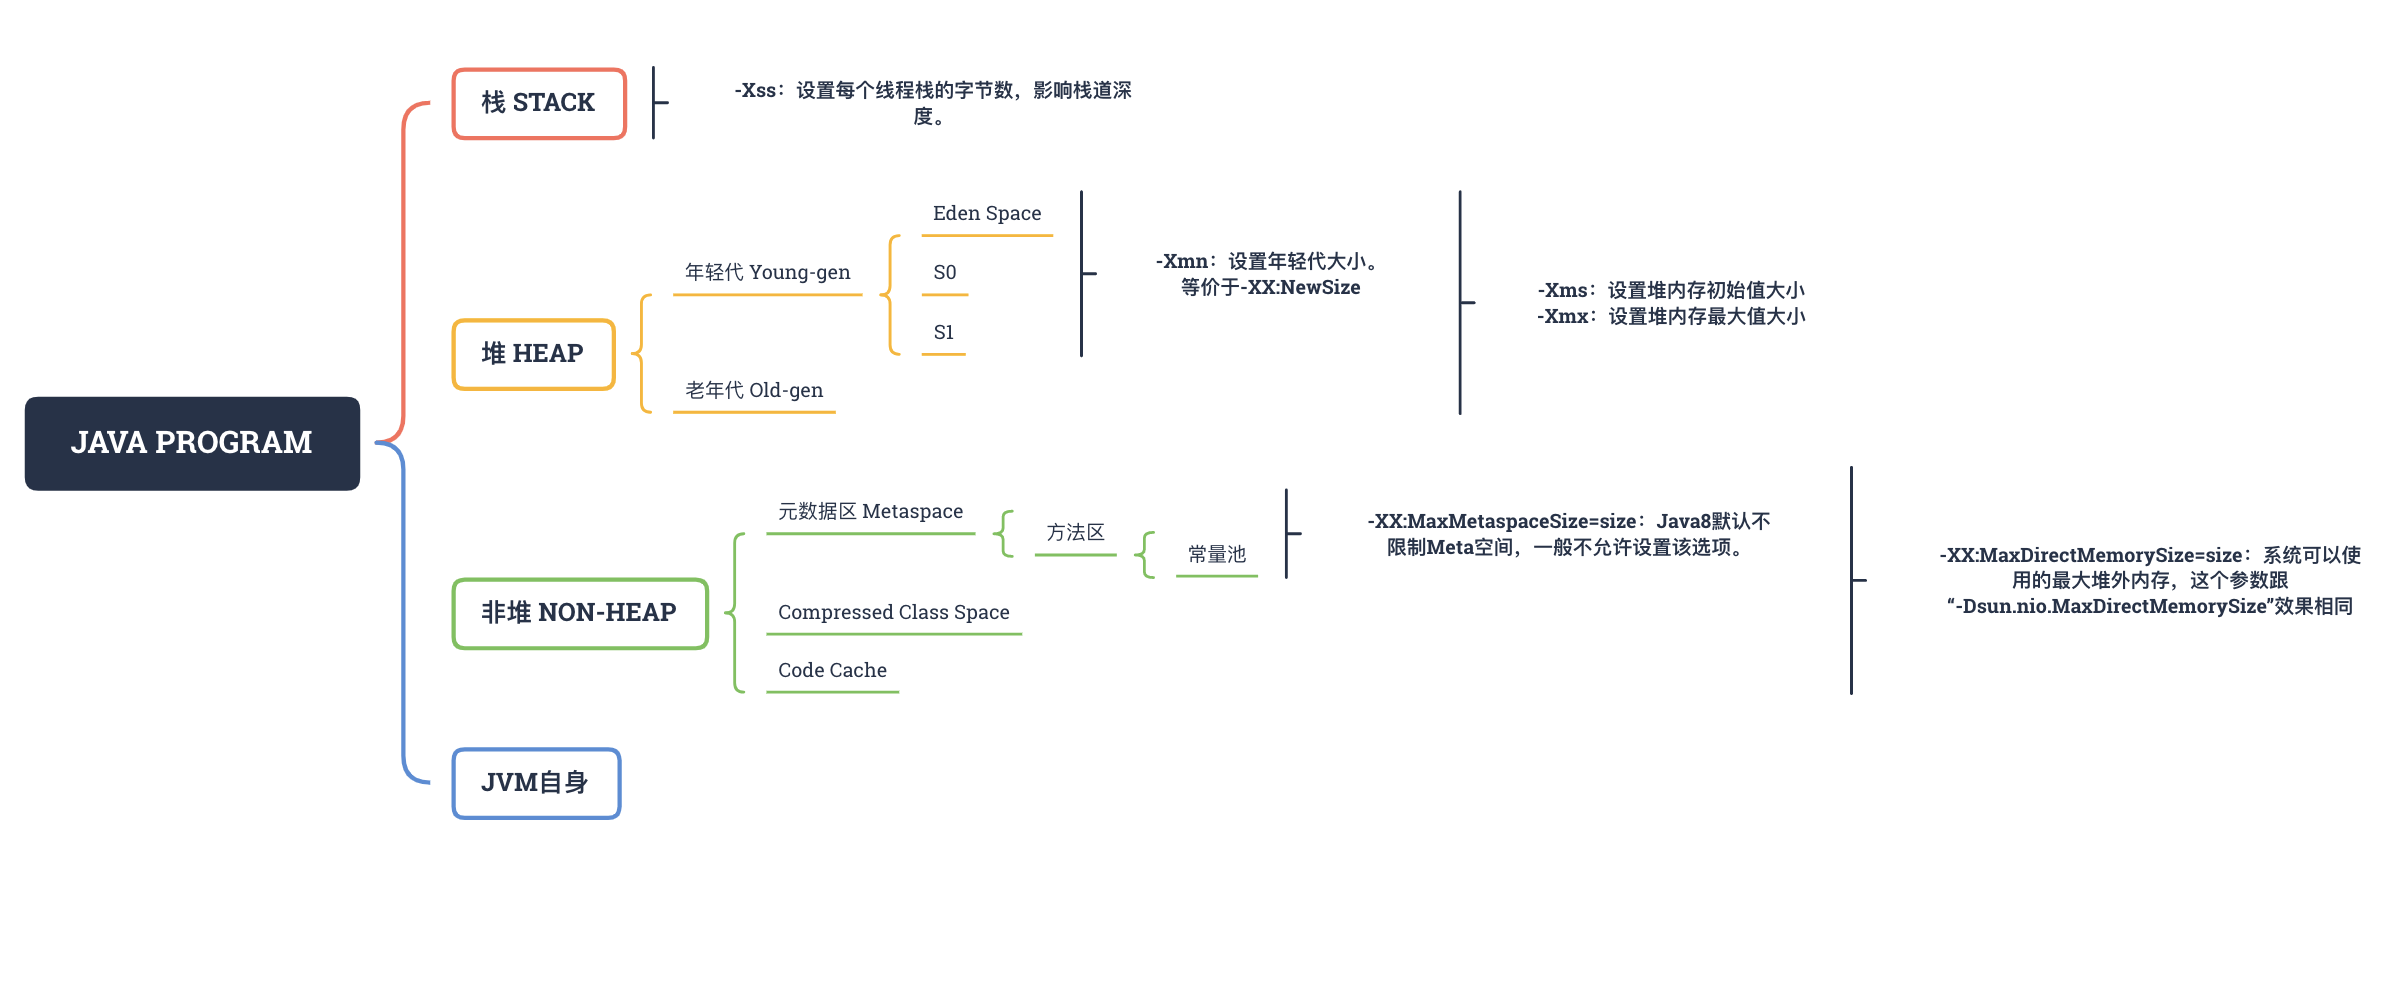 栈 STACK
-Xss：设置每个线程栈的字节数，影响栈道深
度。
Eden Space
年轻代 Young-gen
S0
S1
-Xmn：设置年轻代大小。
等价于-XX:NewSize
-Xms：设置堆内存初始值大小
-Xmx：设置堆内存最大值大小
堆 HEAP
老年代 Old-gen
JAVA PROGRAM
元数据区 Metaspace
方法区
常量池
-XX:MaxMetaspaceSize=size：Java8默认不
限制Meta空间，一般不允许设置该选项。
-XX:MaxDirectMemorySize=size：系统可以使
用的最大堆外内存，这个参数跟
“-Dsun.nio.MaxDirectMemorySize”效果相同
非堆 NON-HEAP
Compressed Class Space
Code Cache
JVM自身